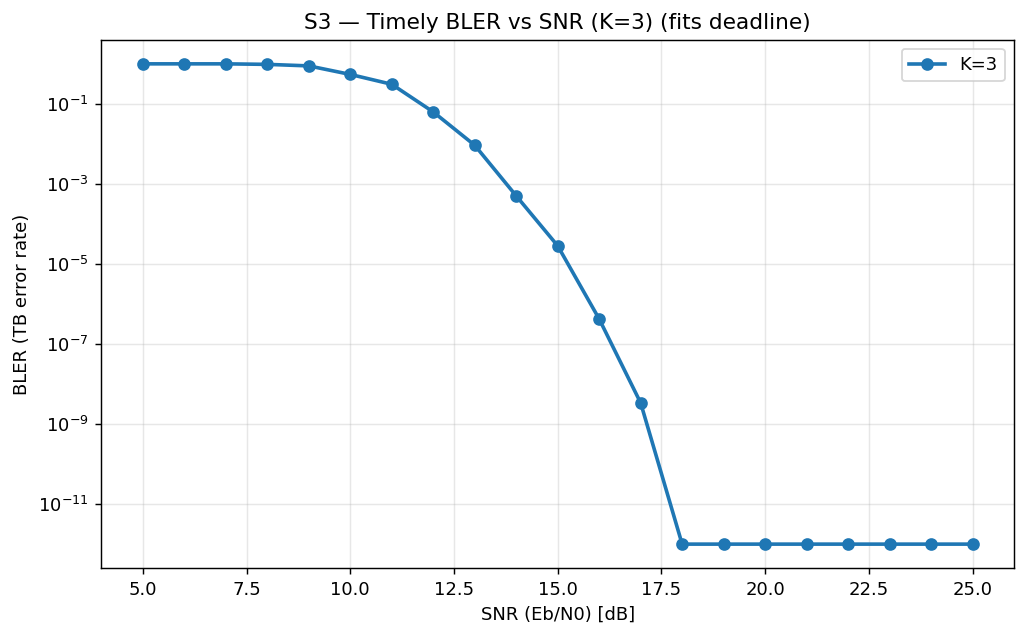 S3 — Timely BLER vs SNR (K=3) (fits deadline)
K=3
BLER (TB error rate)
10⁻¹
10⁻³
10⁻⁵
10⁻⁷
10⁻⁹
10⁻¹¹
5.0 7.5 10.0 12.5 15.0 17.5 20.0 22.5 25.0
SNR (Eb/N0) [dB]